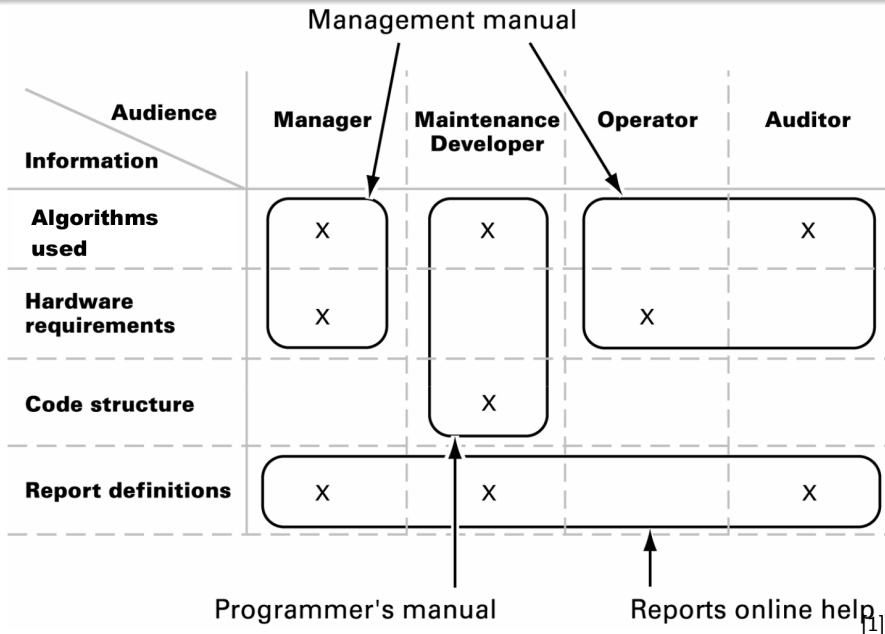 Management manual
Audience
Information
Manager
Maintenance
Developer
Operator
Auditor
Algorithms
used
X
X
X
Hardware
requirements
X
X
Code structure
X
Report definitions
X
X
X
Programmer's manual
Reports online help
[1]